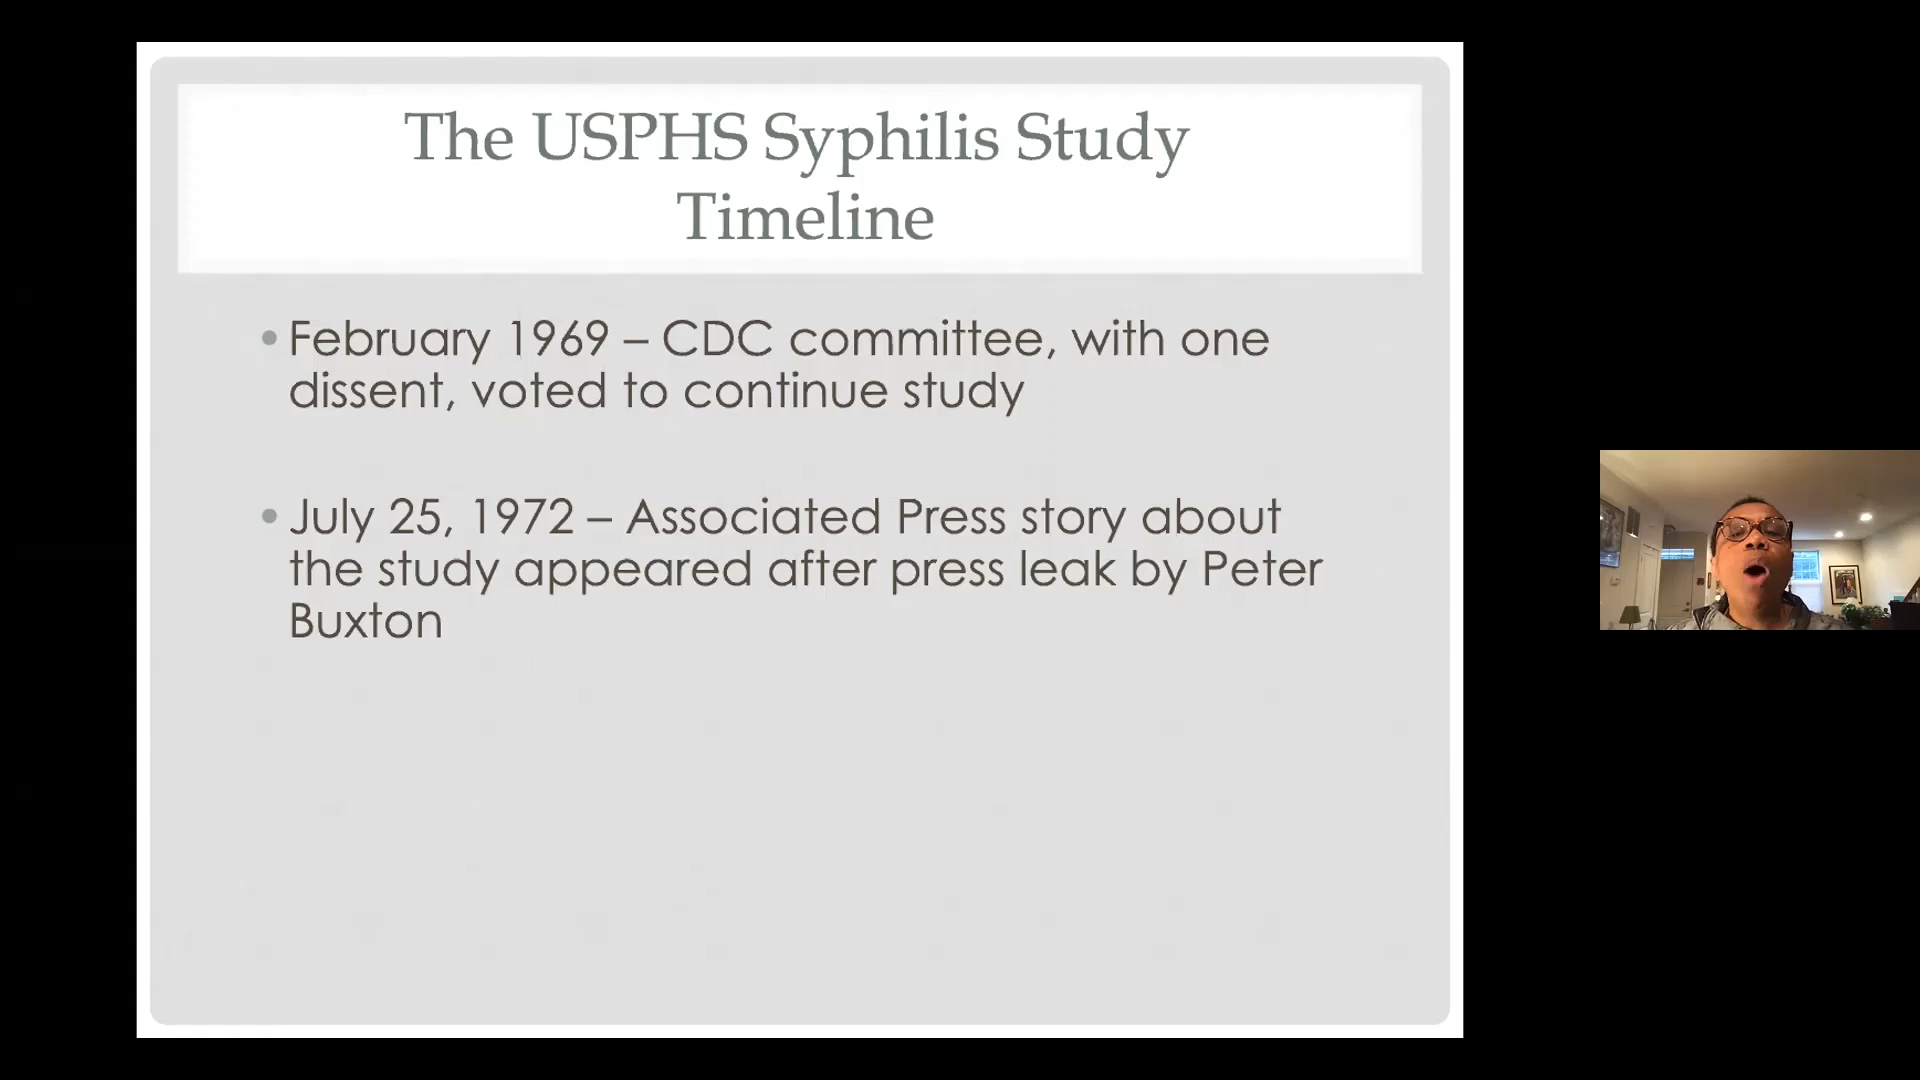 The USPHS Syphilis Study
Timeline
• February 1969 – CDC committee, with one
dissent, voted to continue study
• July 25, 1972 – Associated Press story about
the study appeared after press leak by Peter
Buxton